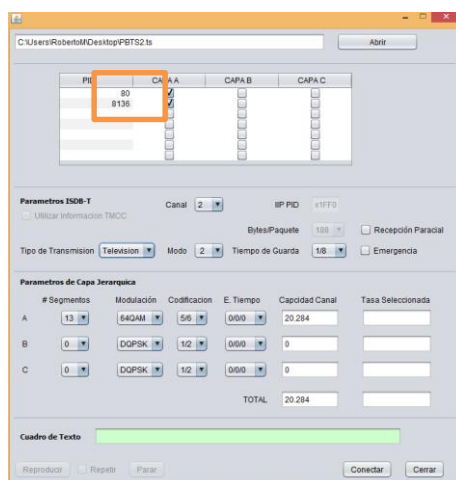 C:\Users\RobertoM\Desktop\PBTS2.ts Abrir
PID CAPA A CAPA B CAPA C
80
8136
Parametros ISDB-T
Canal 2 IIP PID x1FF0
Utilizar Informacion TMCC
Bytes/Paquete 188 Recepción Paracial
Tipo de Transmision Television Modo 2 Tiempo de Guarda 1/8 Emergencia
Parametros de Capa Jerarquica
# Segmentos Modulación Codificacion E. Tiempo Capcidad Canal Tasa Seleccionada
A 13 64QAM 5/6 0/0/0 20.284
B 0 DQPSK 1/2 0/0/0 0
C 0 DQPSK 1/2 0/0/0 0
TOTAL 20.284
Cuadro de Texto
Reproducir Repetir Parar Conectar Cerrar